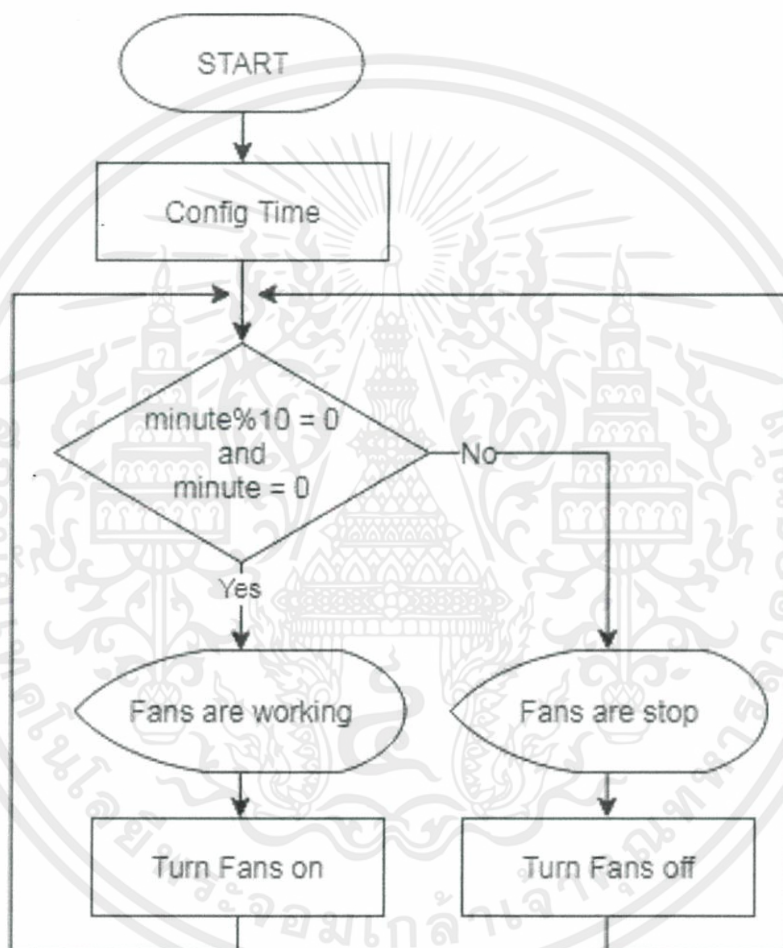 START
Config Time
minute%10 = 0
and
minute = 0
No
Yes
Fans are working
Fans are stop
Turn Fans on
Turn Fans off